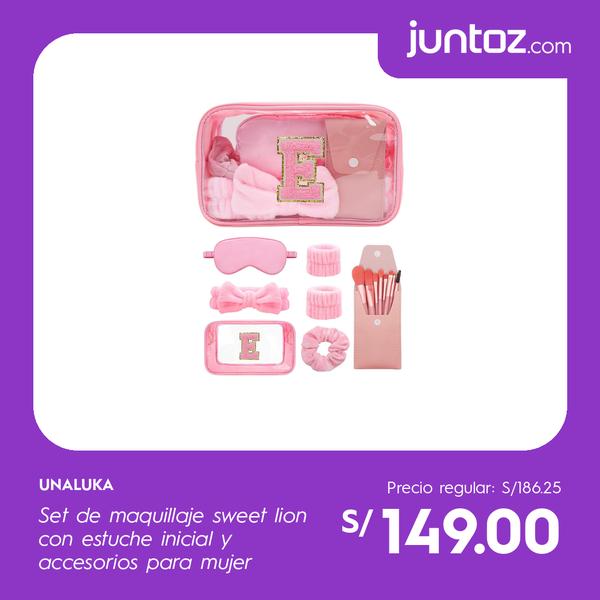 juntoz.com
E
E
UNALUKA
Set de maquillaje sweet lion
con estuche inicial y
accesorios para mujer
Precio regular: S/186.25
S/149.00